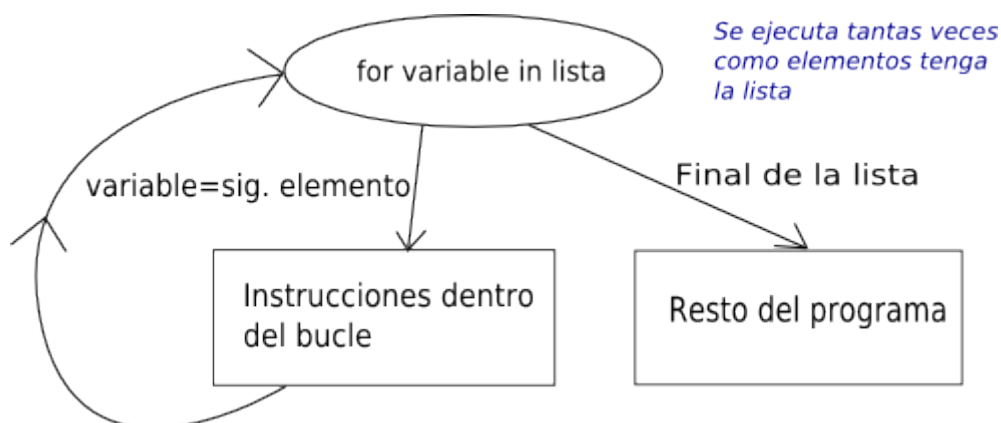 for variable in lista
Se ejecuta tantas veces
como elementos tenga
la lista
variable=sig. elemento
Final de la lista
Instrucciones dentro
del bucle
Resto del programa